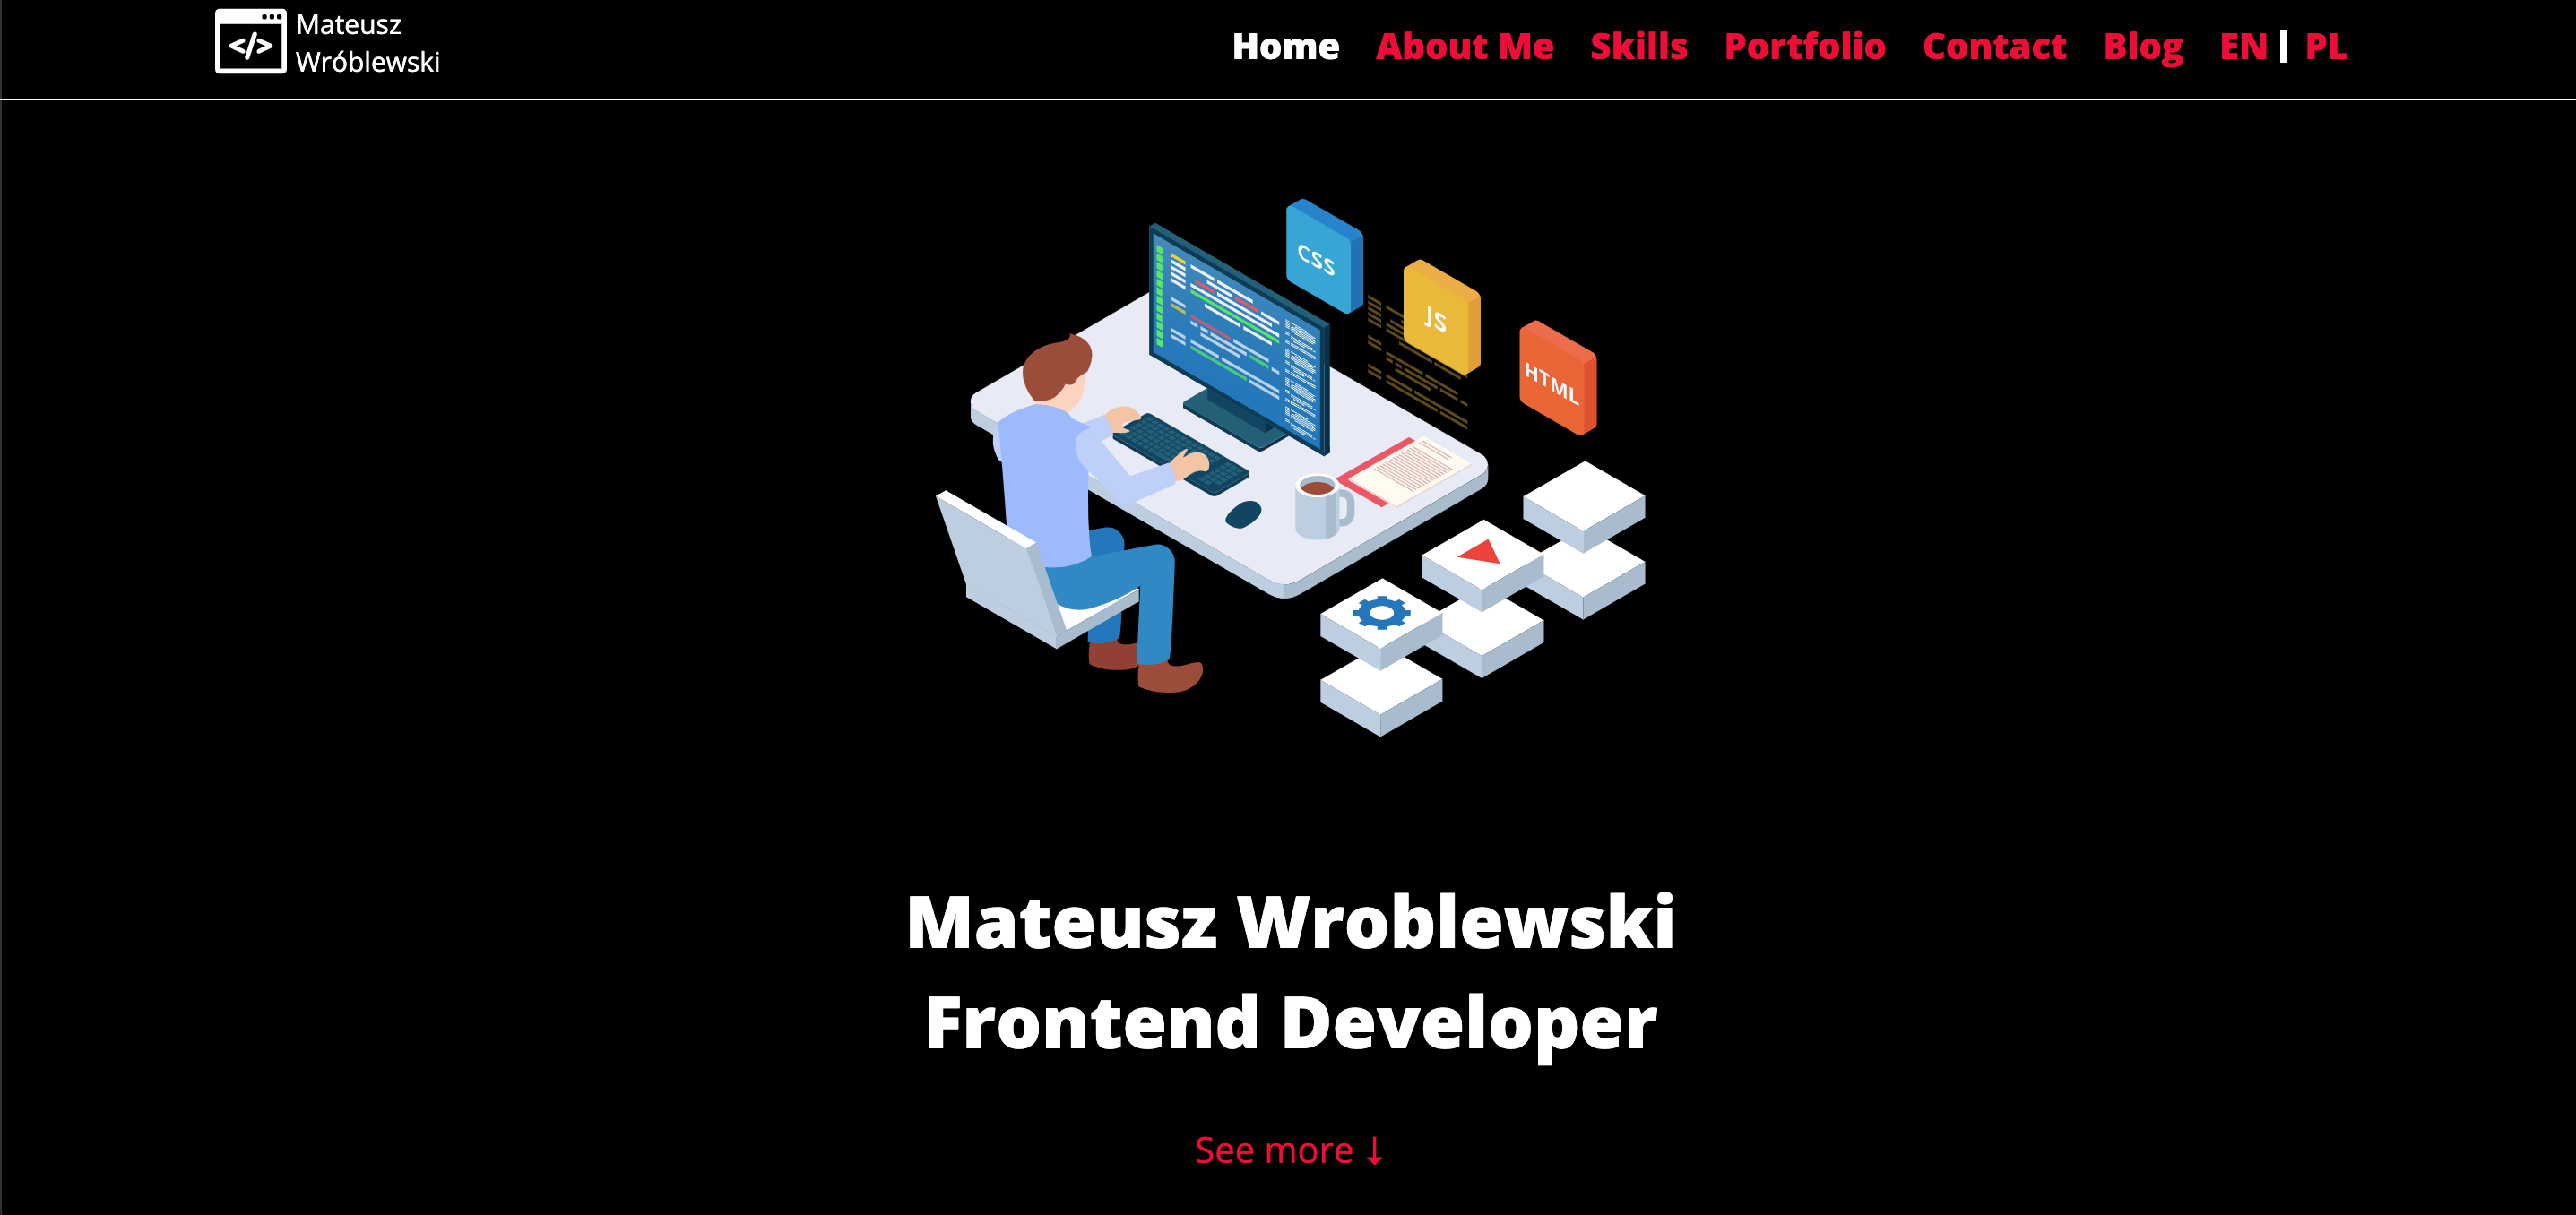 </>
Mateusz
Wróblewski
Home About Me Skills Portfolio Contact Blog EN | PL
CSS
JS
HTML
Mateusz Wroblewski
Frontend Developer
See more ↓